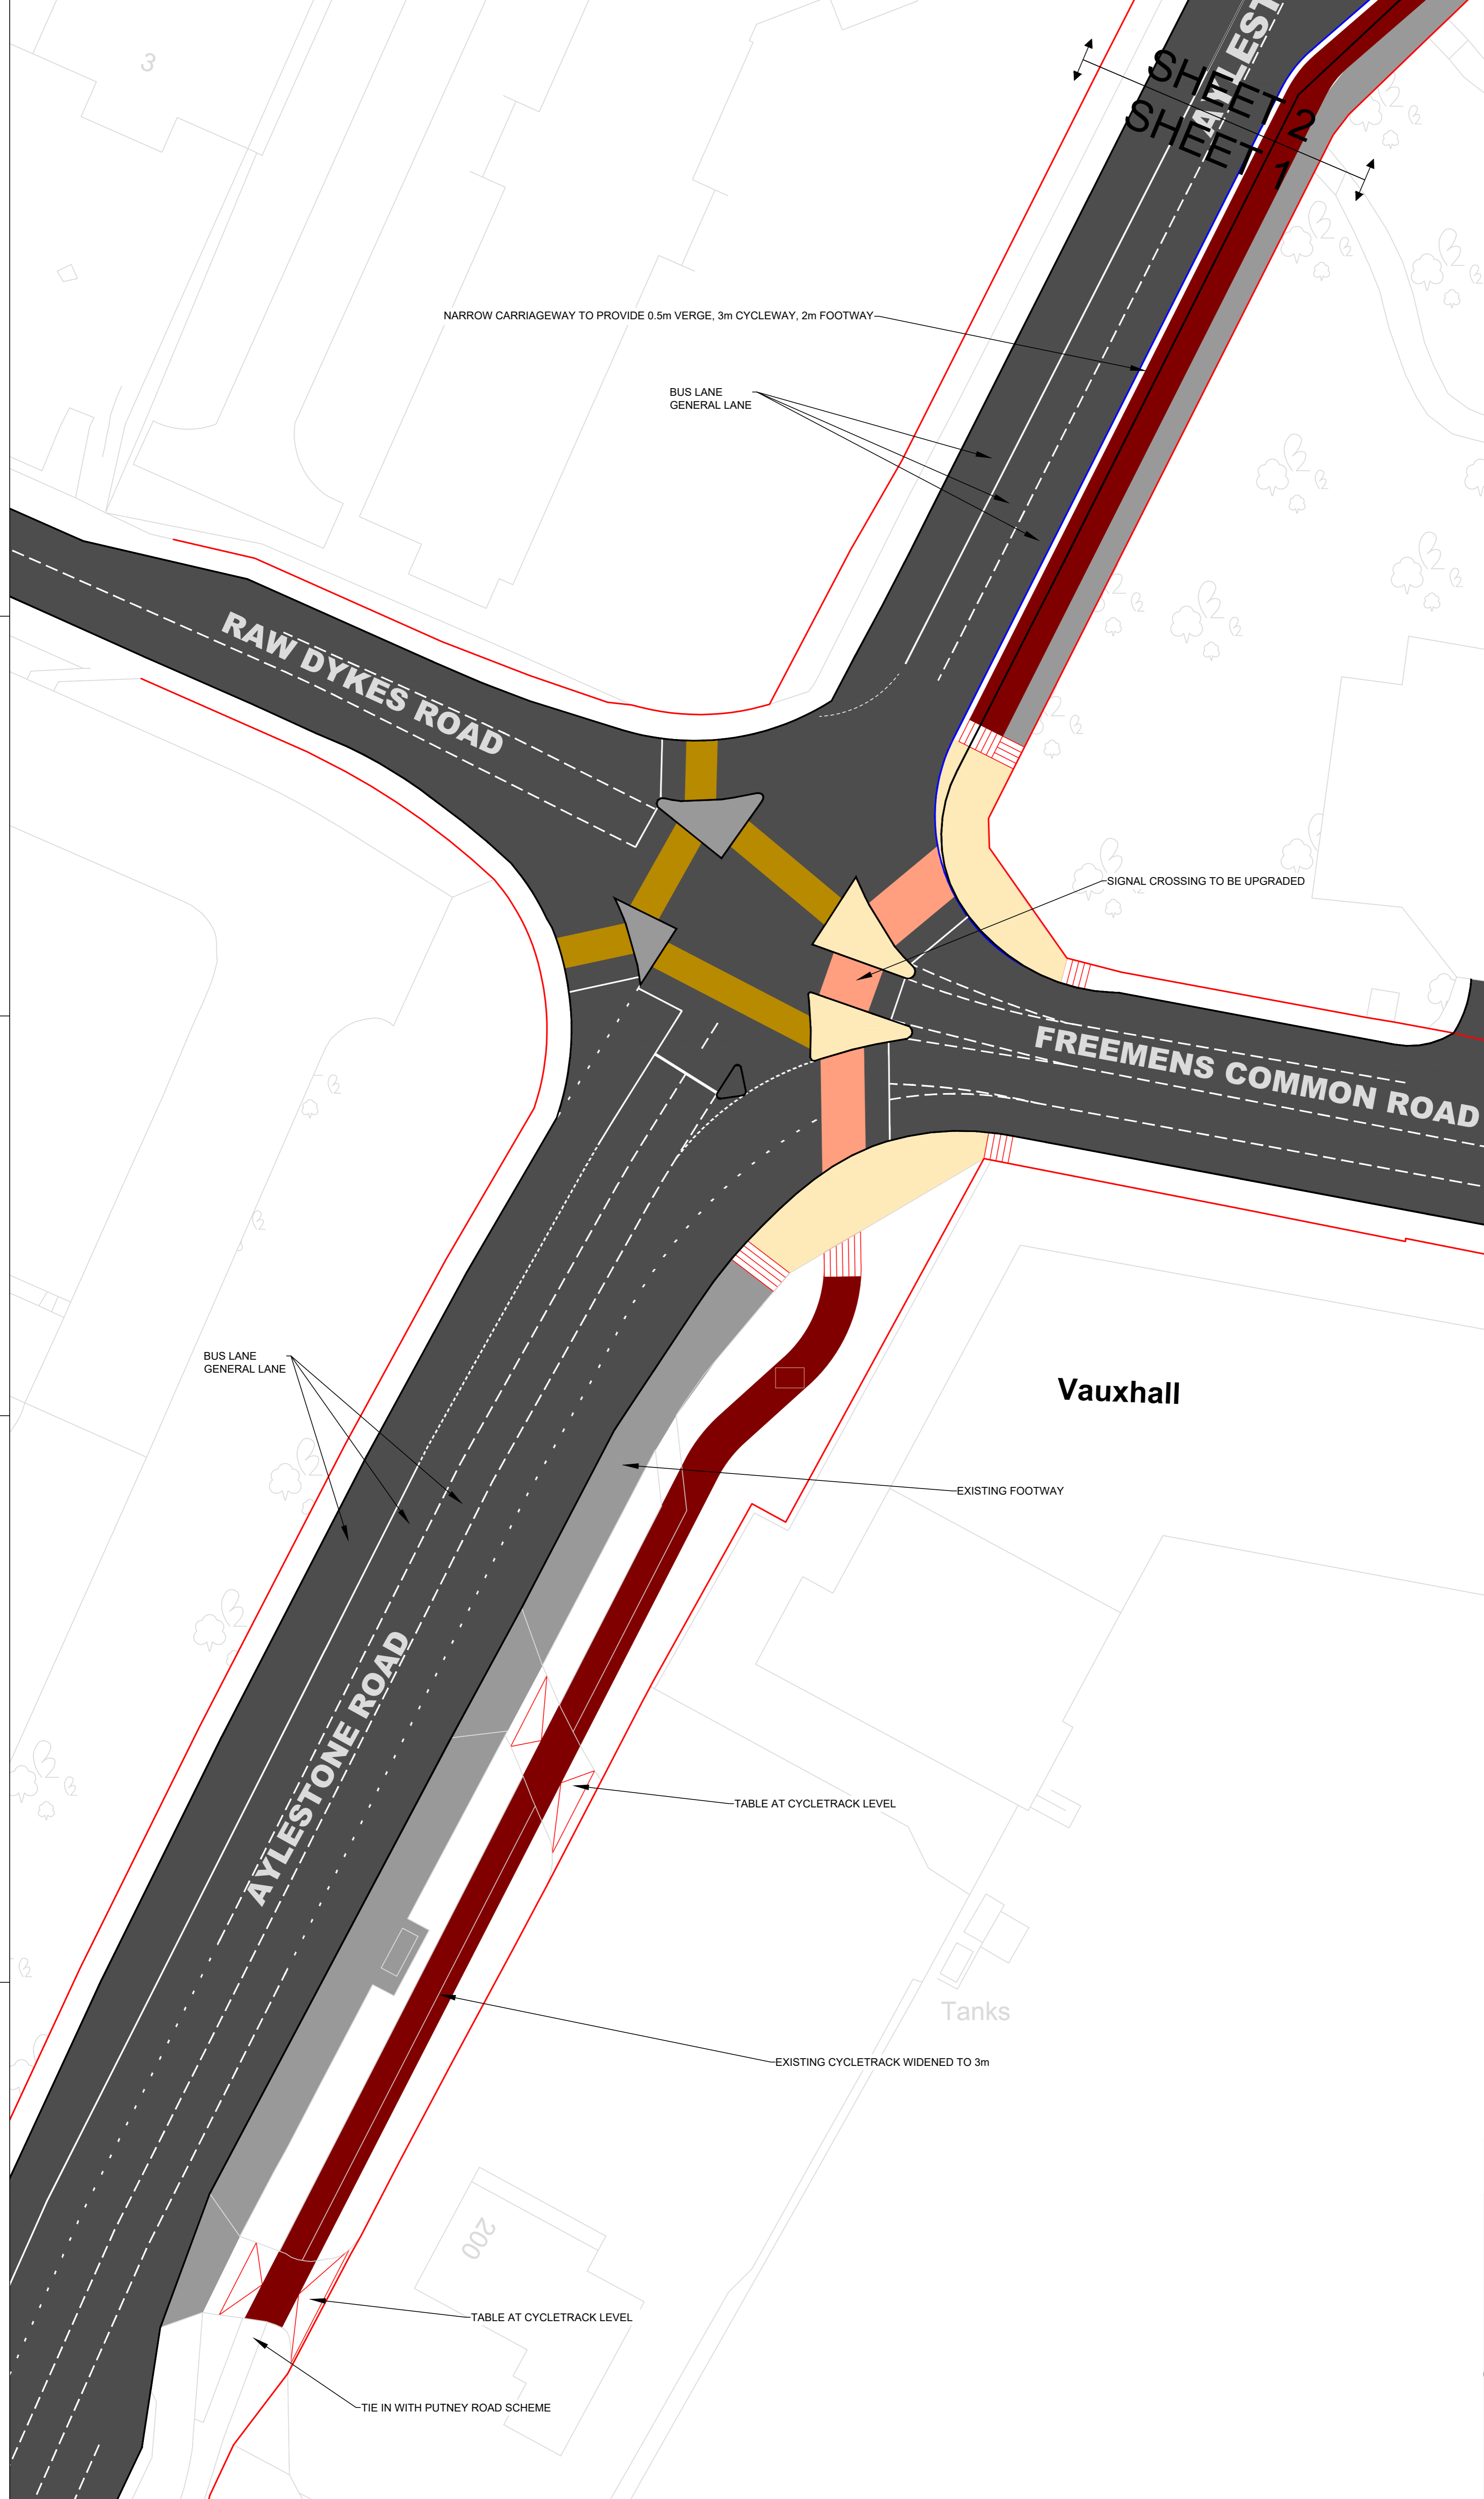 3
AYLEST
SHEET 2
SHEET 1
NARROW CARRIAGEWAY TO PROVIDE 0.5m VERGE, 3m CYCLEWAY, 2m FOOTWAY
BUS LANE
GENERAL LANE
RAW DYKES ROAD
SIGNAL CROSSING TO BE UPGRADED
FREEMENS COMMON ROAD
BUS LANE
GENERAL LANE
Vauxhall
EXISTING FOOTWAY
AYLESTONE ROAD
TABLE AT CYCLETRACK LEVEL
Tanks
EXISTING CYCLETRACK WIDENED TO 3m
200
TABLE AT CYCLETRACK LEVEL
TIE IN WITH PUTNEY ROAD SCHEME